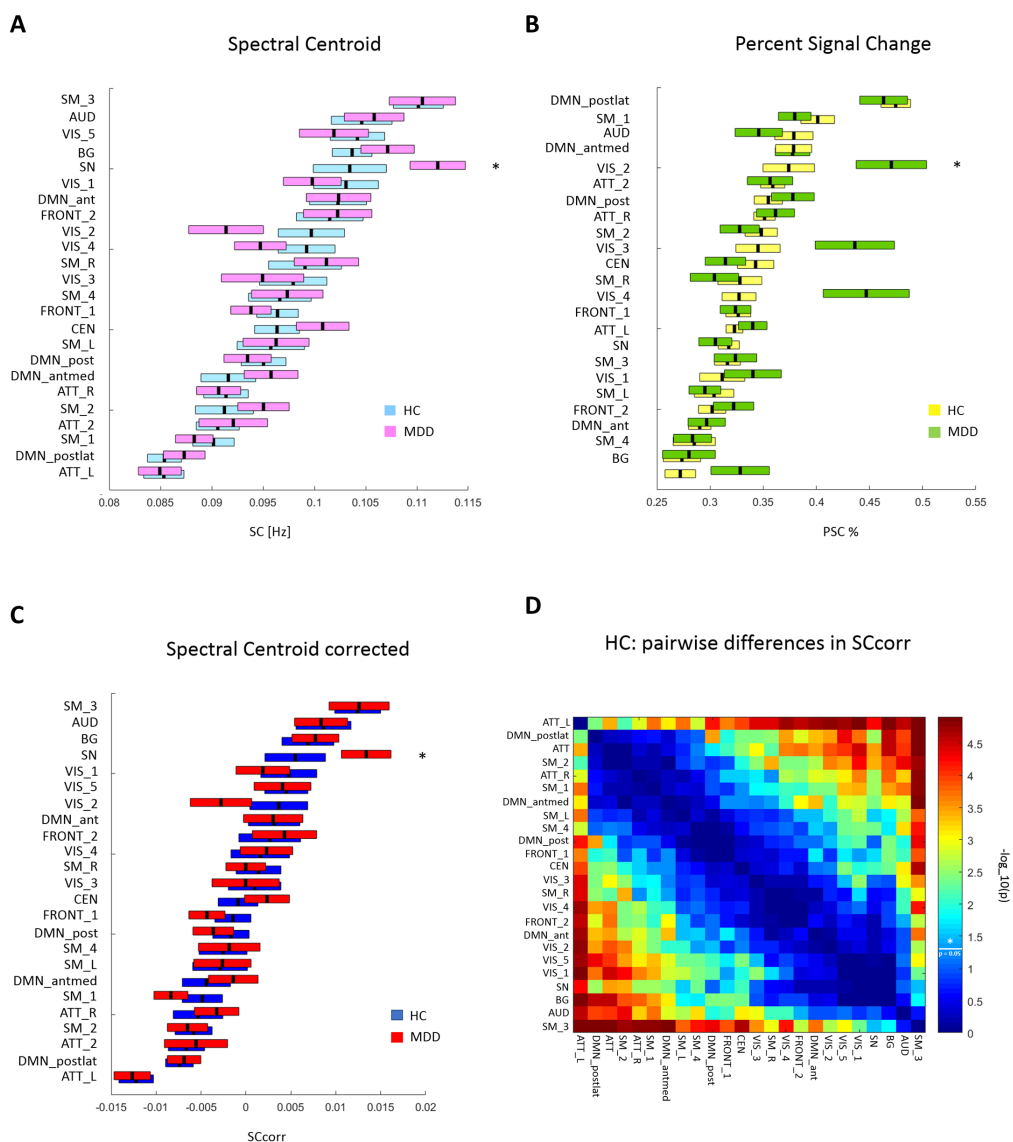 A
Spectral Centroid
SM_3
AUD
VIS_5
BG
SN
*
VIS_1
DMN_ant
FRONT_2
VIS_2
VIS_4
SM_R
VIS_3
SM_4
FRONT_1
CEN
SM_L
DMN_post
DMN_antmed
ATT_R
SM_2
ATT_2
SM_1
DMN_postlat
ATT_L
HC
MDD
0.08
0.085
0.09
0.095
0.1
0.105
0.11
0.115
SC [Hz]
B
Percent Signal Change
DMN_postlat
SM_1
AUD
DMN_antmed
VIS_2
*
ATT_2
DMN_post
ATT_R
SM_2
VIS_3
CEN
SM_R
VIS_4
FRONT_1
ATT_L
SN
SM_3
VIS_1
SM_L
FRONT_2
DMN_ant
SM_4
BG
HC
MDD
0.25
0.3
0.35
0.4
0.45
0.5
0.55
PSC %
C
Spectral Centroid corrected
SM_3
AUD
BG
SN
*
VIS_1
VIS_5
VIS_2
DMN_ant
FRONT_2
VIS_4
SM_R
VIS_3
CEN
FRONT_1
DMN_post
SM_4
SM_L
DMN_antmed
SM_1
ATT_R
SM_2
ATT_2
DMN_postlat
ATT_L
HC
MDD
-0.015
-0.01
-0.005
0
0.005
0.01
0.015
0.02
SCcorr
D
HC: pairwise differences in SCcorr
ATT_L
DMN_postlat
ATT
SM_2
ATT_R
SM_1
DMN_antmed
SM_L
SM_4
DMN_post
FRONT_1
CEN
VIS_3
SM_R
VIS_4
FRONT_2
DMN_ant
VIS_2
VIS_5
VIS_1
SN
BG
AUD
SM_3
ATT_L
DMN_postlat
ATT
SM_2
ATT_R
SM_1
DMN_antmed
SM_L
SM_4
DMN_post
FRONT_1
CEN
VIS_3
SM_R
VIS_4
FRONT_2
DMN_ant
VIS_2
VIS_5
VIS_1
SN
BG
AUD
SM_3
4.5
4
3.5
3
2.5
2
1.5
1
0.5
0
*
p = 0.05
-log_10(p)